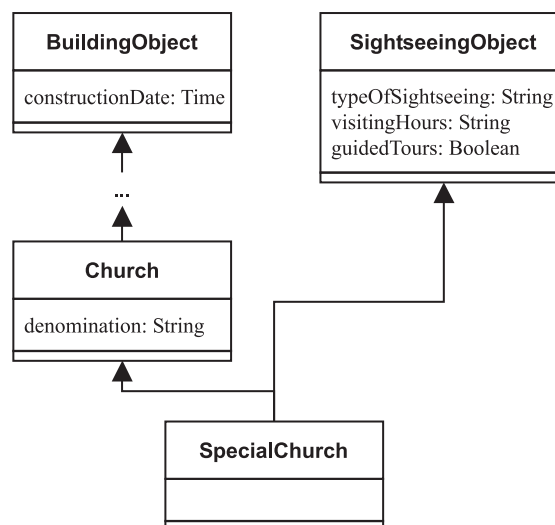 BuildingObject
constructionDate: Time
SightseeingObject
typeOfSightseeing: String
visitingHours: String
guidedTours: Boolean
...
Church
denomination: String
SpecialChurch